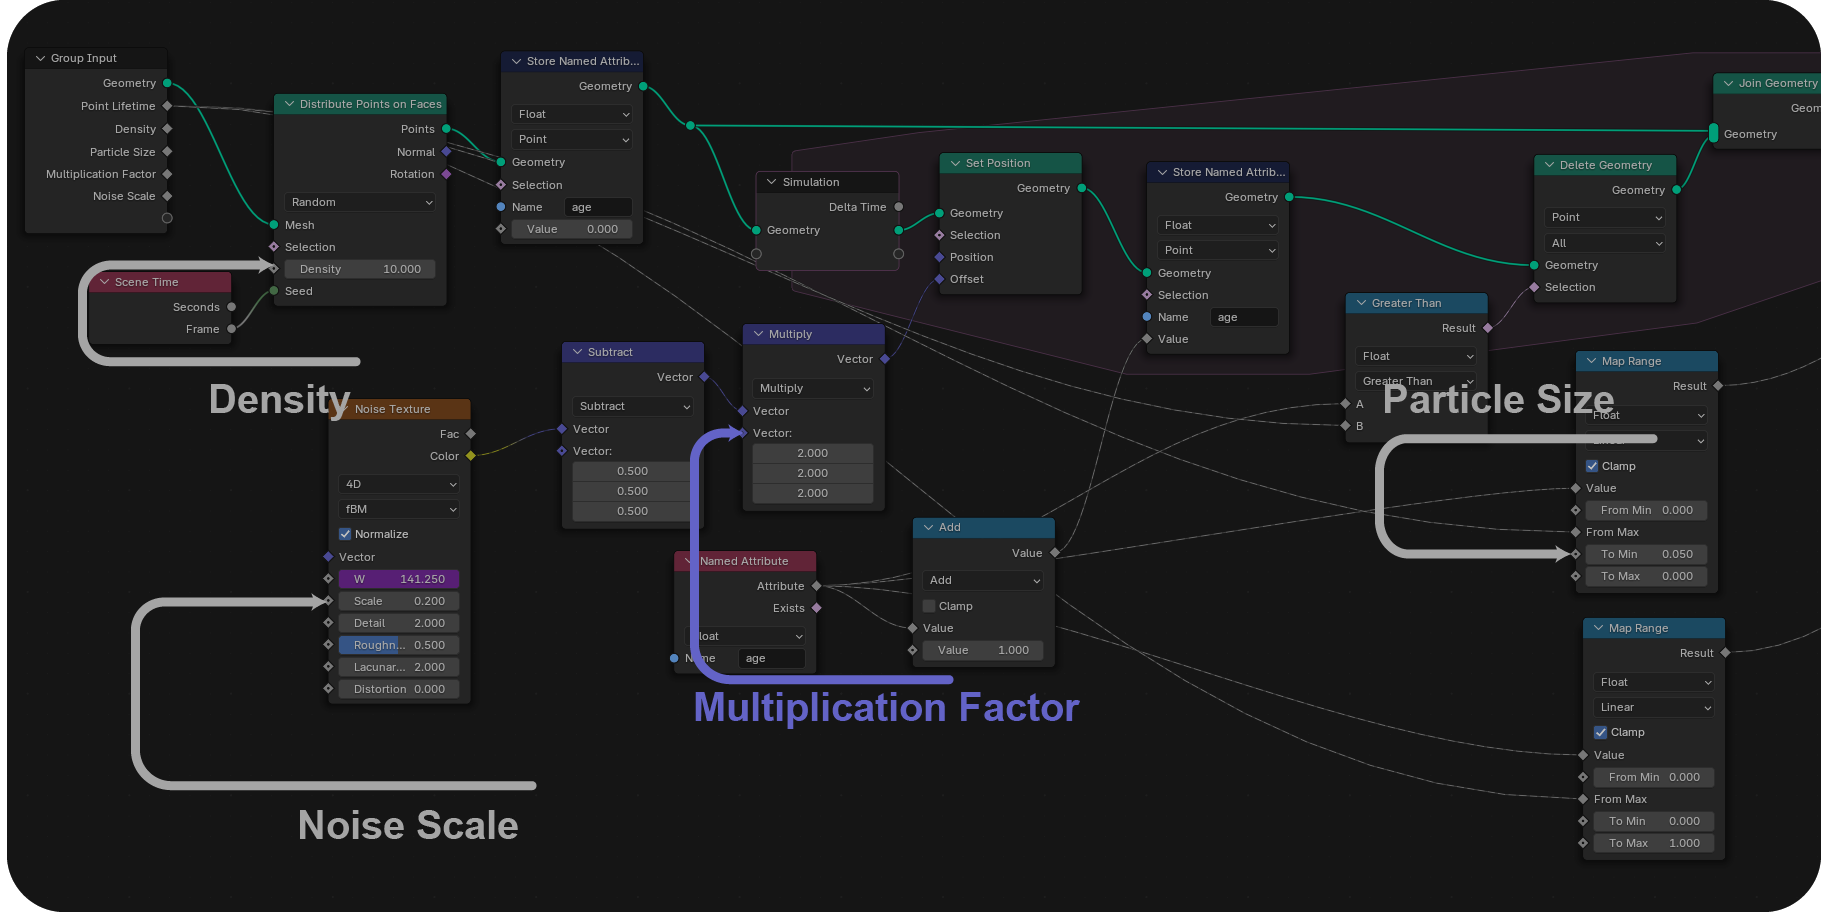 Group Input
Geometry
Point Lifetime
Density
Particle Size
Multiplication Factor
Noise Scale
Scene Time
Seconds
Frame
Distribute Points on Faces
Points
Normal
Rotation
Random
Mesh
Selection
Density 10.000
Seed
Density
Store Named Attrib...
Geometry
Float
Point
Geometry
Selection
Name age
Value 0.000
Simulation
Delta Time
Geometry
Set Position
Geometry
Geometry
Selection
Position
Offset
Store Named Attrib...
Geometry
Float
Point
Geometry
Selection
Name age
Value
Greater Than
Result
Float
Greater Than
A
B
Delete Geometry
Geometry
Point
All
Geometry
Selection
Join Geometry
Geom
Geometry
Noise Texture
Fac
Color
4D
fBM
Normalize
Vector
W 141.250
Scale 0.200
Detail 2.000
Roughn... 0.500
Lacunar... 2.000
Distortion 0.000
Noise Scale
Subtract
Vector
Subtract
Vector
Vector:
0.500
0.500
0.500
Multiply
Vector
Multiply
Vector
Vector:
2.000
2.000
2.000
Named Attribute
Attribute
Exists
Float
Name age
Multiplication Factor
Add
Value
Add
Clamp
Value
Value 1.000
Particle Size
Map Range
Result
Float
Linear
Clamp
Value
From Min 0.000
From Max
To Min 0.050
To Max 0.000
Map Range
Result
Float
Linear
Clamp
Value
From Min 0.000
From Max
To Min 0.000
To Max 1.000